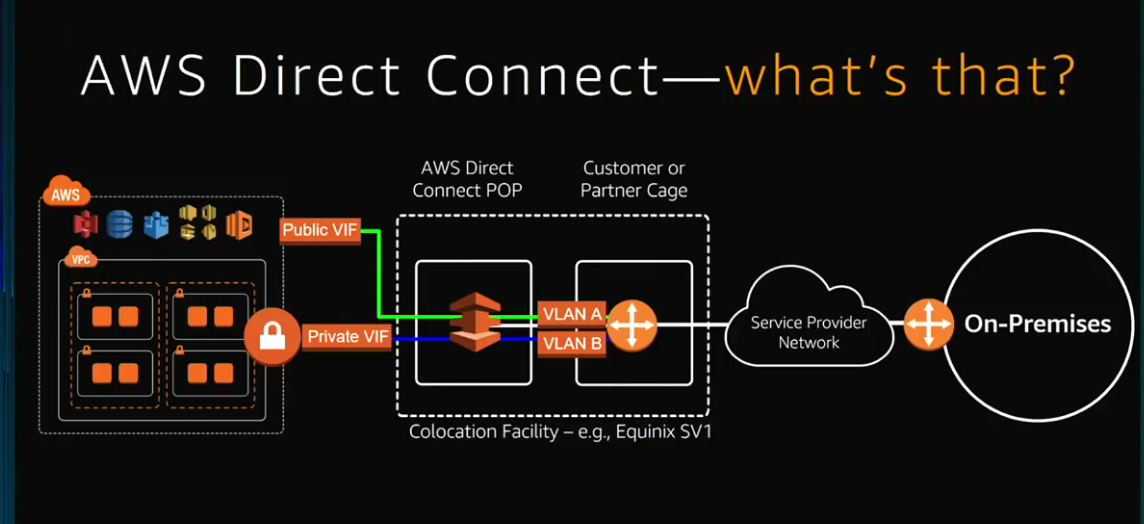 AWS Direct Connect—what's that?
AWS Direct
Connect POP
Customer or
Partner Cage
AWS
Public VIF
VPC
VLAN A
Private VIF
VLAN B
Service Provider
Network
On-Premises
Colocation Facility – e.g., Equinix SV1